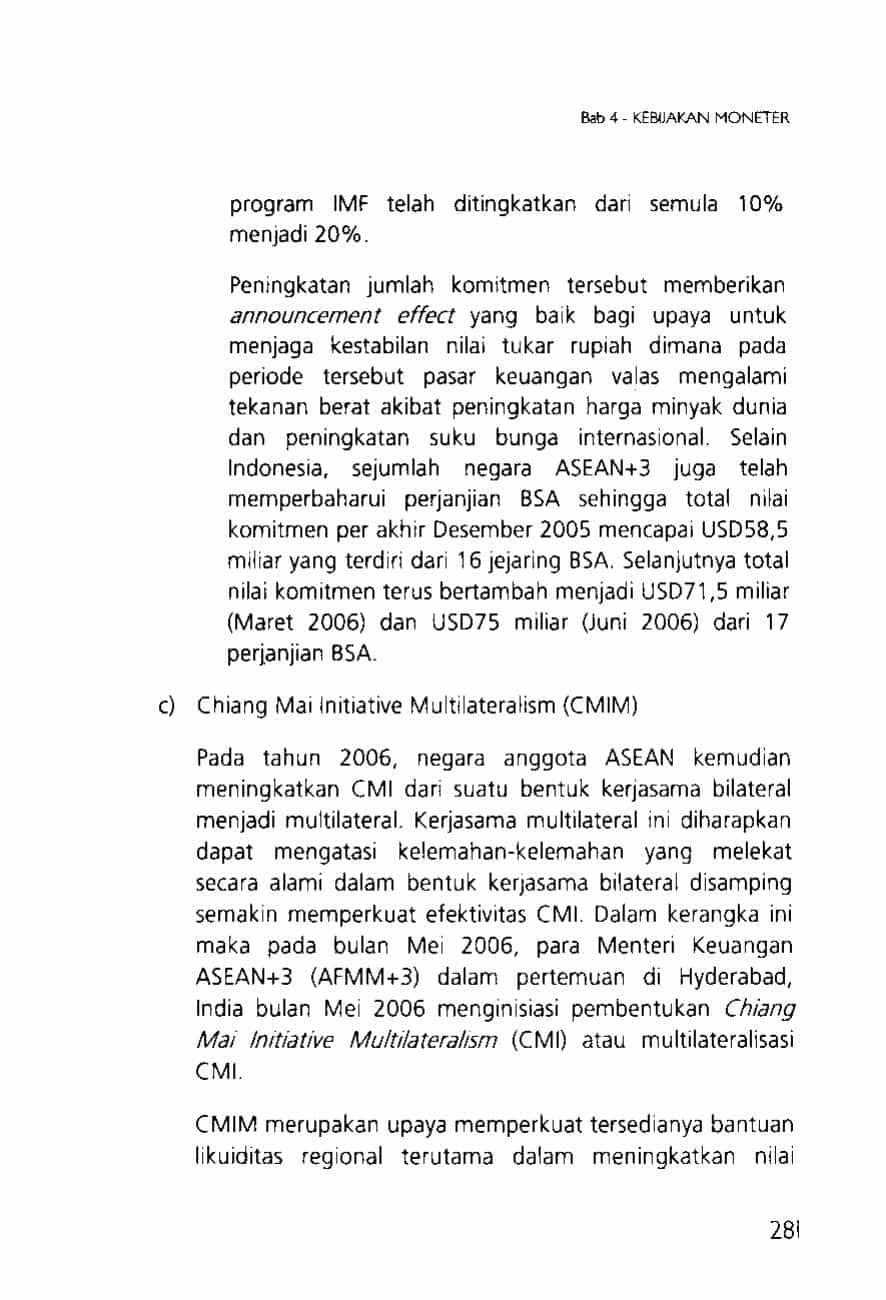 Bab 4 - KEBIJAKAN MONETER
program IMF telah ditingkatkan dari semula 10%
menjadi 20%.
Peningkatan jumlah komitmen tersebut memberikan
announcement effect yang baik bagi upaya untuk
menjaga kestabilan nilai tukar rupiah dimana pada
periode tersebut pasar keuangan valas mengalami
tekanan berat akibat peningkatan harga minyak dunia
dan peningkatan suku bunga internasional. Selain
Indonesia, sejumlah negara ASEAN+3 juga telah
memperbaharui perjanjian BSA sehingga total nilai
komitmen per akhir Desember 2005 mencapai USD58,5
miliar yang terdiri dari 16 jejaring BSA. Selanjutnya total
nilai komitmen terus bertambah menjadi USD71,5 miliar
(Maret 2006) dan USD75 miliar (Juni 2006) dari 17
perjanjian BSA.
c) Chiang Mai Initiative Multilateralism (CMIM)
Pada tahun 2006, negara anggota ASEAN kemudian
meningkatkan CMI dari suatu bentuk kerjasama bilateral
menjadi multilateral. Kerjasama multilateral ini diharapkan
dapat mengatasi kelemahan-kelemahan yang melekat
secara alami dalam bentuk kerjasama bilateral disamping
semakin memperkuat efektivitas CMI. Dalam kerangka ini
maka pada bulan Mei 2006, para Menteri Keuangan
ASEAN+3 (AFMM+3) dalam pertemuan di Hyderabad,
India bulan Mei 2006 menginisiasi pembentukan Chiang
Mai Initiative Multilateralism (CMI) atau multilateralisasi
CMI.
CMIM merupakan upaya memperkuat tersedianya bantuan
likuiditas regional terutama dalam meningkatkan nilai
281